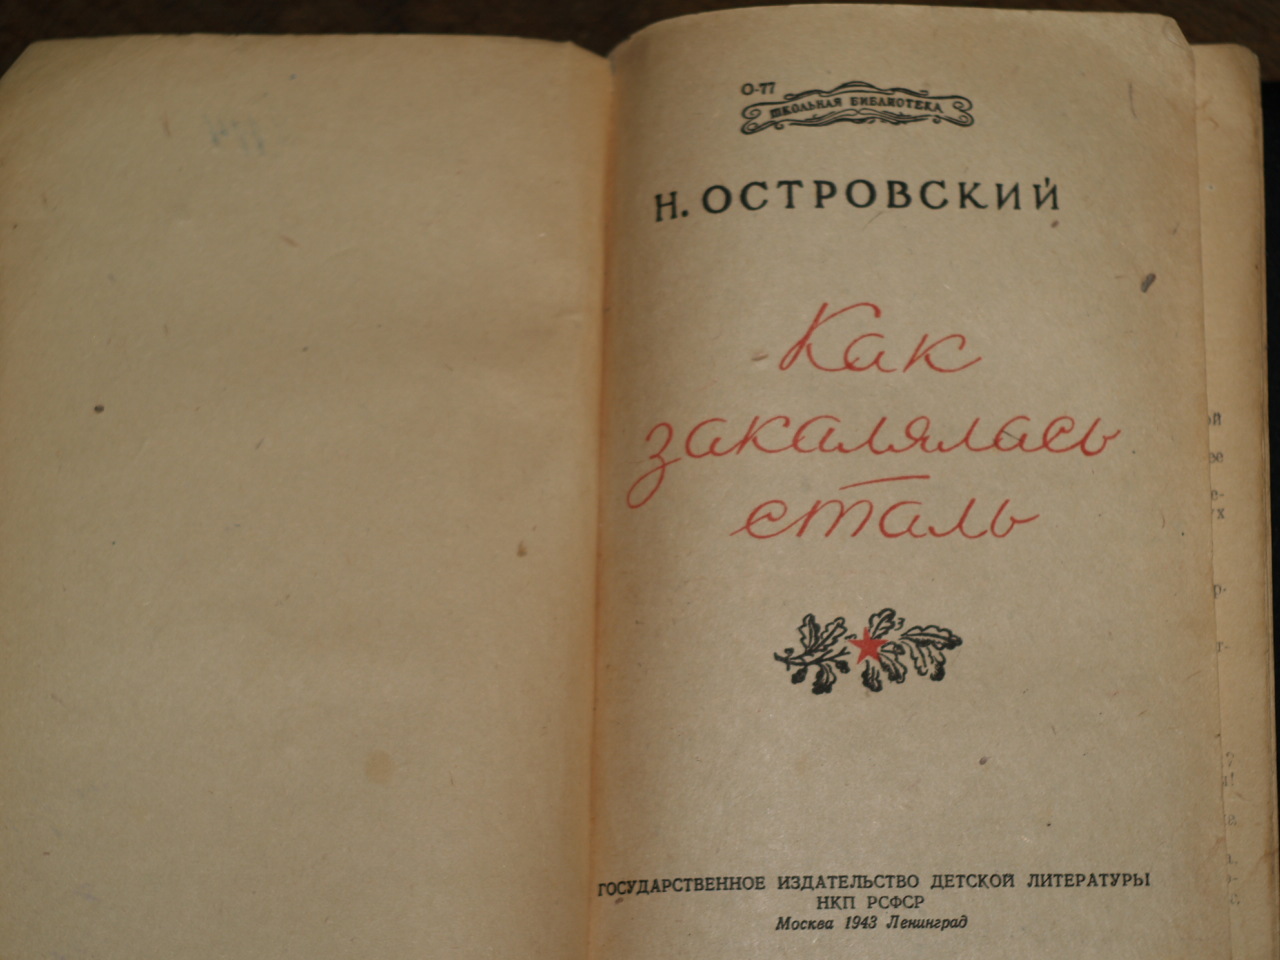 О-77
ШКОЛЬНАЯ БИБЛИОТЕКА
Н. ОСТРОВСКИЙ
Как
закалялась
сталь
ГОСУДАРСТВЕННОЕ ИЗДАТЕЛЬСТВО ДЕТСКОЙ ЛИТЕРАТУРЫ
НКП РСФСР
Москва 1943 Ленинград